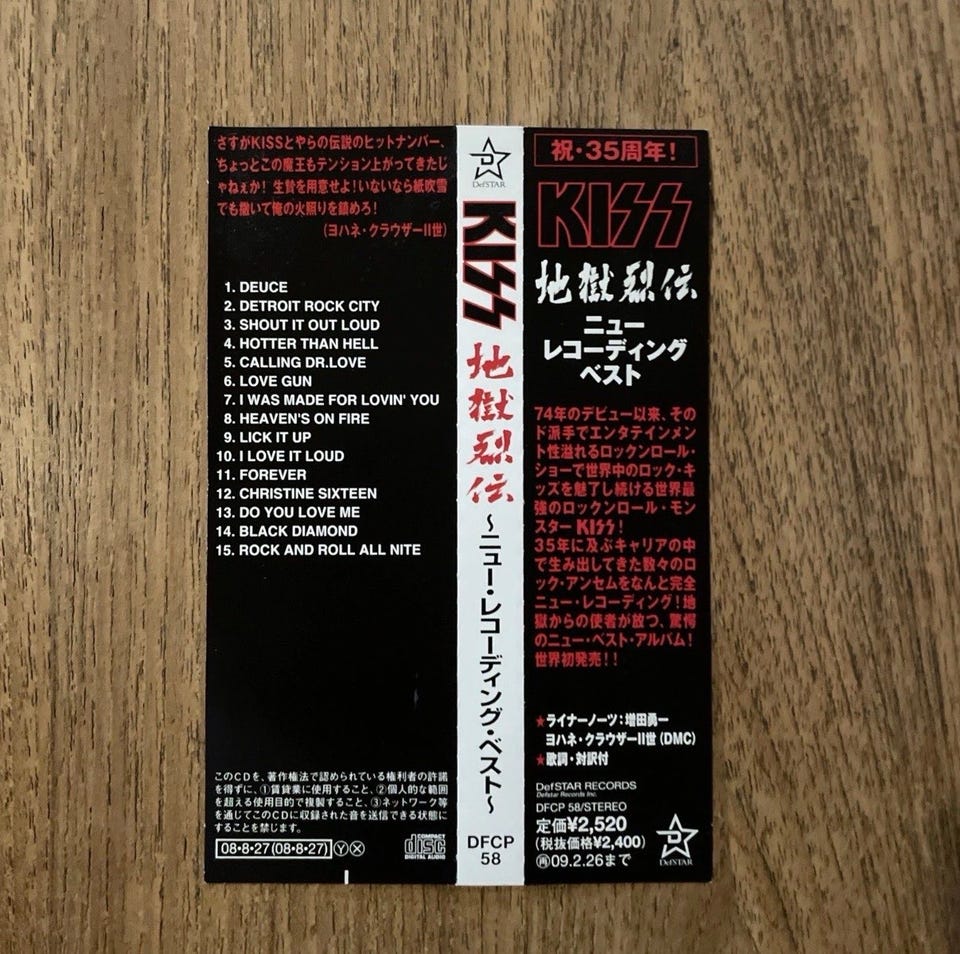 さすがKISSとやらの伝説のヒットナンバー、
ちょっとこの魔王もテンション上がってきたじ
ゃねぇか! 生贄を用意せよ!いないなら紙吹雪
でも撒いて俺の火照りを鎮めろ!
(ヨハネ・クラウザーII世)
1. DEUCE
2. DETROIT ROCK CITY
3. SHOUT IT OUT LOUD
4. HOTTER THAN HELL
5. CALLING DR.LOVE
6. LOVE GUN
7. I WAS MADE FOR LOVIN' YOU
8. HEAVEN'S ON FIRE
9. LICK IT UP
10. I LOVE IT LOUD
11. FOREVER
12. CHRISTINE SIXTEEN
13. DO YOU LOVE ME
14. BLACK DIAMOND
15. ROCK AND ROLL ALL NITE
このCDを、著作権法で認められている権利者の許諾
を得ずに、①賃貸業に使用すること、②個人的な範囲
を超える使用目的で複製すること、③ネットワーク等
を通じてこのCDに収録された音を送信できる状態に
することを禁じます。
08・8・27(08・8・27) Ⓨ Ⓧ
COMPACT
disc
DIGITAL AUDIO
D
DefSTAR
KISS
地獄烈伝
～ニュー・レコーディング・ベスト～
DFCP
58
祝・35周年!
KISS
地獄烈伝
ニュー
レコーディング
ベスト
74年のデビュー以来、その
ド派手でエンタテインメン
ト性溢れるロックンロール・
ショーで世界中のロック・キ
ッズを魅了し続ける世界最
強のロックンロール・モン
スター KISS!
35年に及ぶキャリアの中
で生み出してきた数々のロ
ック・アンセムをなんと完全
ニュー・レコーディング!地
獄からの使者が放つ、驚愕
のニュー・ベスト・アルバム!
世界初発売!!
★ライナーノーツ:増田勇一
ヨハネ・クラウザーII世(DMC)
★歌詞・対訳付
DefSTAR RECORDS
Defstar Records Inc.
DFCP 58/STEREO
定価¥2,520
(税抜価格¥2,400)
㊞09.2.26まで
D
DefSTAR